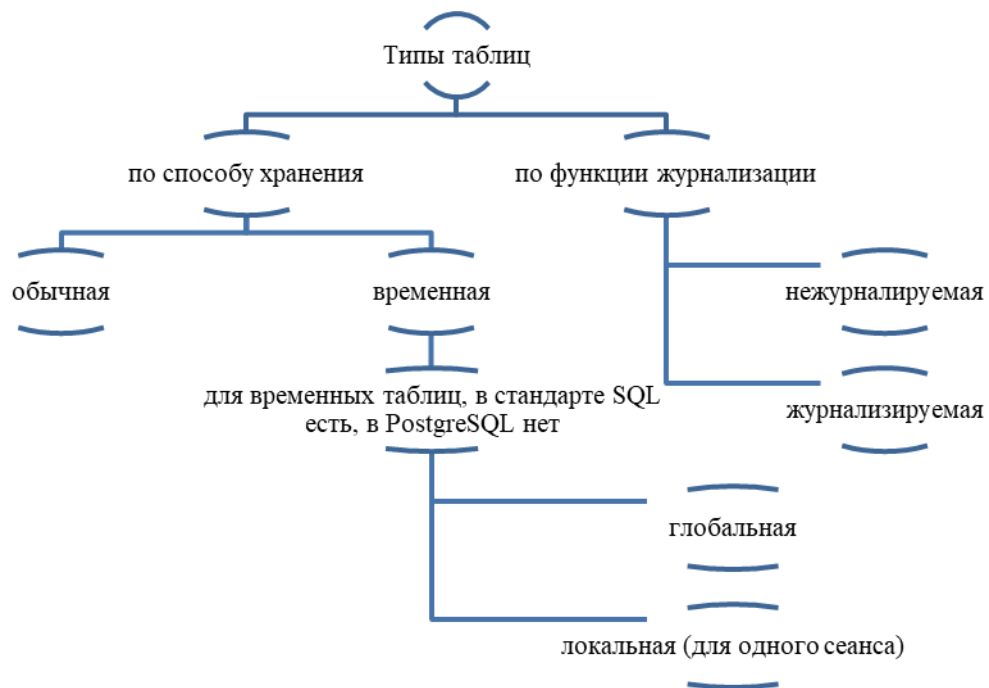 Типы таблиц
по способу хранения
по функции журнализации
обычная
временная
нежурналируемая
для временных таблиц, в стандарте SQL
есть, в PostgreSQL нет
журнализируемая
глобальная
локальная (для одного сеанса)